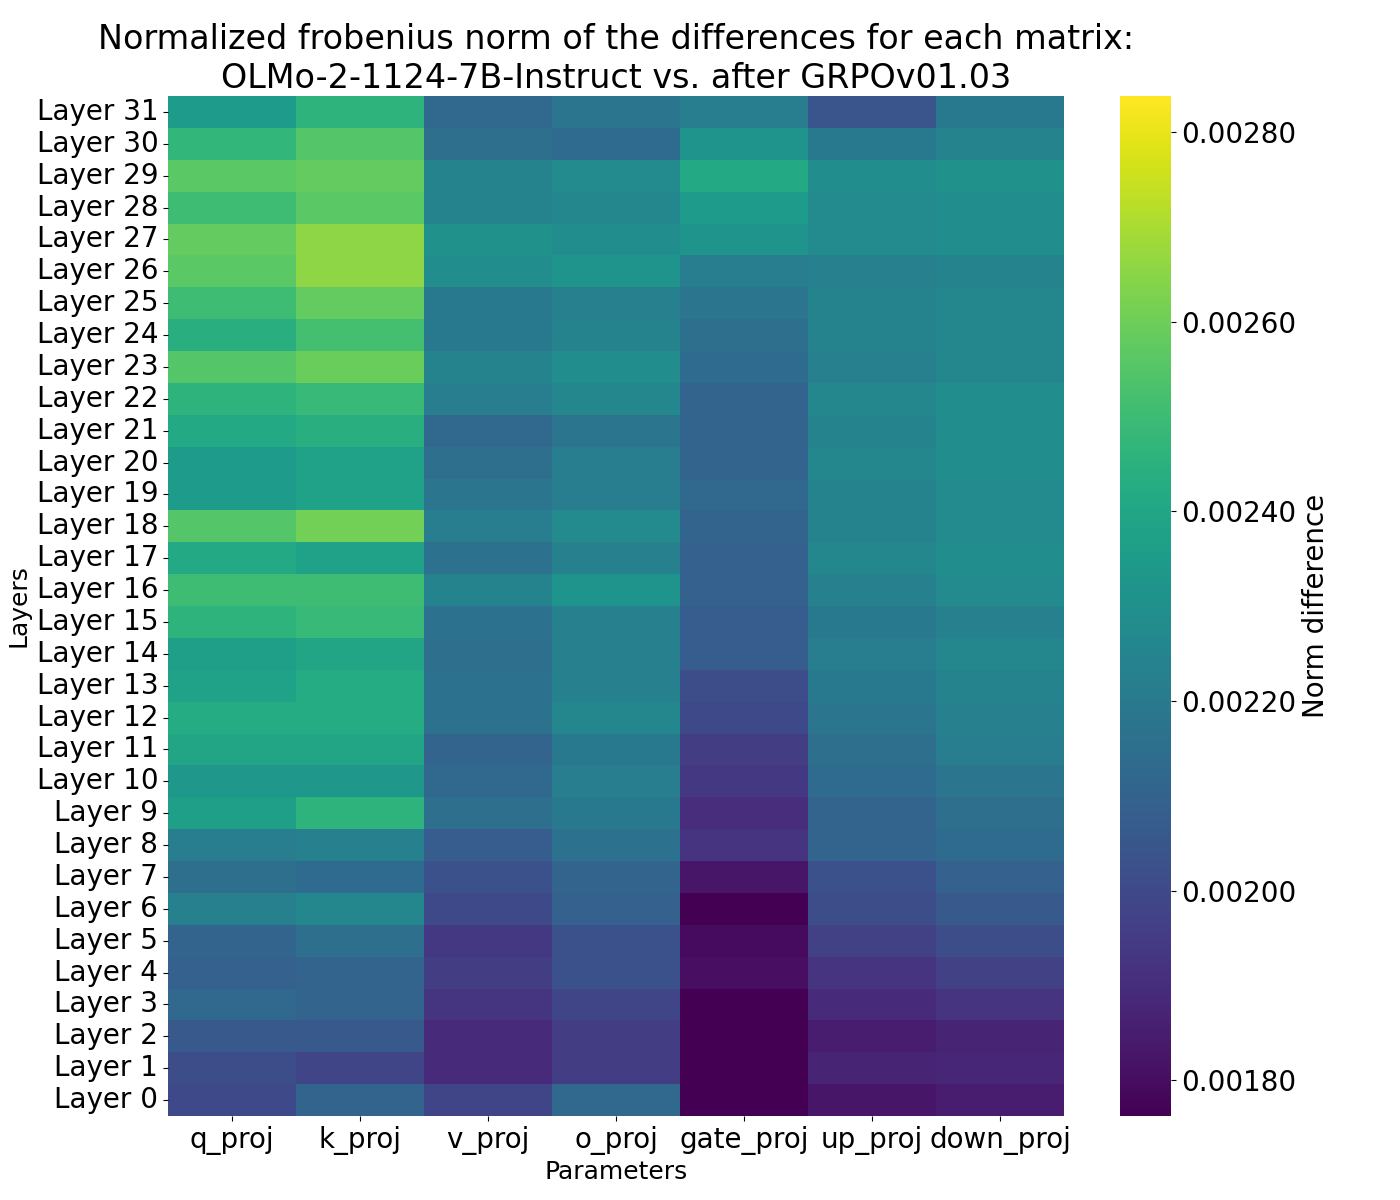 Normalized frobenius norm of the differences for each matrix:
OLMo-2-1124-7B-Instruct vs. after GRPOv01.03
Layer 31
Layer 30
Layer 29
Layer 28
Layer 27
Layer 26
Layer 25
Layer 24
Layer 23
Layer 22
Layer 21
Layer 20
Layer 19
Layer 18
Layer 17
Layer 16
Layer 15
Layer 14
Layer 13
Layer 12
Layer 11
Layer 10
Layer 9
Layer 8
Layer 7
Layer 6
Layer 5
Layer 4
Layer 3
Layer 2
Layer 1
Layer 0
Layers
q_proj k_proj v_proj o_proj gate_proj up_proj down_proj
Parameters
0.00280
0.00260
0.00240
0.00220
0.00200
0.00180
Norm difference